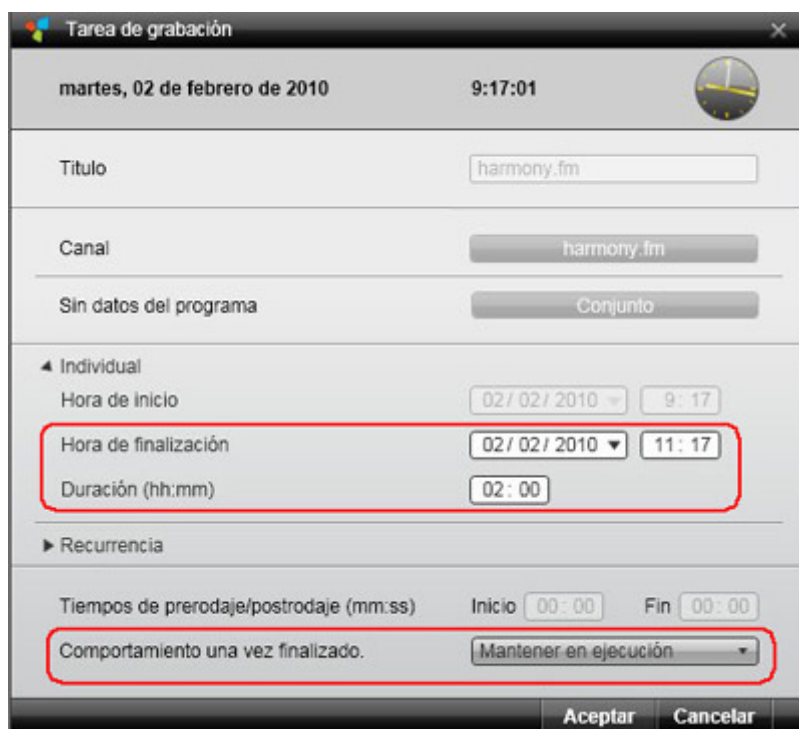 Tarea de grabación
martes, 02 de febrero de 2010 9:17:01
Titulo harmony.fm
Canal harmony.fm
Sin datos del programa Conjunto
Individual
Hora de inicio 02/02/2010 9:17
Hora de finalización 02/02/2010 11:17
Duración (hh:mm) 02:00
Recurrencia
Tiempos de prerodaje/postrodaje (mm:ss) Inicio 00:00 Fin 00:00
Comportamiento una vez finalizado. Mantener en ejecución
Aceptar Cancelar